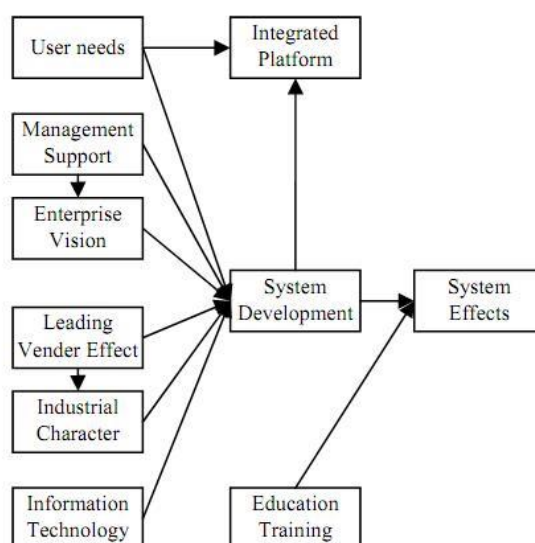 User needs
Integrated
Platform
Management
Support
Enterprise
Vision
System
Development
System
Effects
Leading
Vender Effect
Industrial
Character
Information
Technology
Education
Training